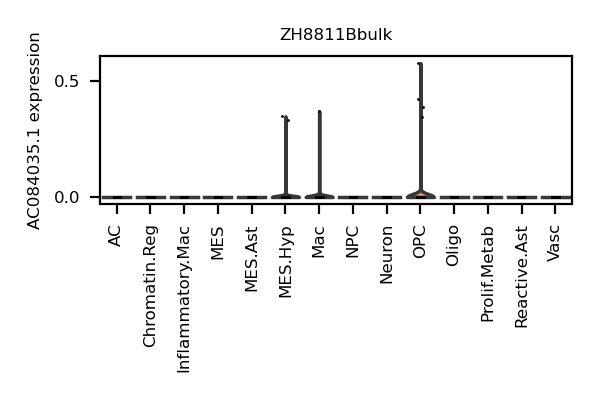 ZH8811Bbulk
AC084035.1 expression
0.5
0.0
AC
Chromatin.Reg
Inflammatory.Mac
MES
MES.Ast
MES.Hyp
Mac
NPC
Neuron
OPC
Oligo
Prolif.Metab
Reactive.Ast
Vasc